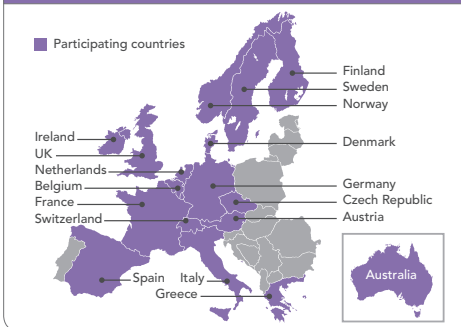 Participating countries
Finland
Sweden
Norway
Ireland
UK
Netherlands
Belgium
France
Switzerland
Denmark
Germany
Czech Republic
Austria
Spain
Italy
Greece
Australia